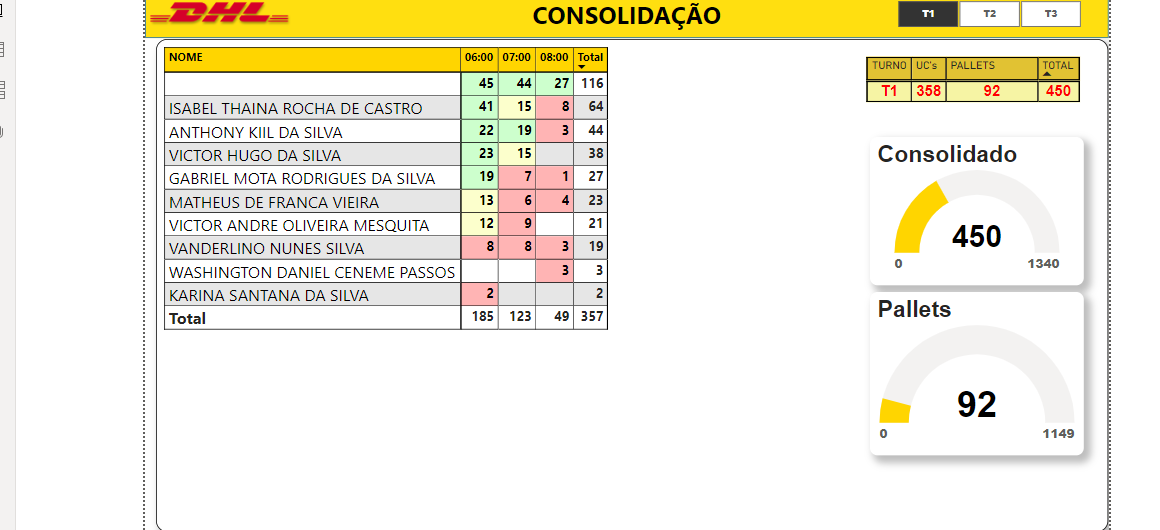 DHL
CONSOLIDAÇÃO
T1 T2 T3
NOME 06:00 07:00 08:00 Total
45 44 27 116
ISABEL THAINA ROCHA DE CASTRO 41 15 8 64
ANTHONY KIIL DA SILVA 22 19 3 44
VICTOR HUGO DA SILVA 23 15 38
GABRIEL MOTA RODRIGUES DA SILVA 19 7 1 27
MATHEUS DE FRANCA VIEIRA 13 6 4 23
VICTOR ANDRE OLIVEIRA MESQUITA 12 9 21
VANDERLINO NUNES SILVA 8 8 3 19
WASHINGTON DANIEL CENEME PASSOS 3 3
KARINA SANTANA DA SILVA 2 2
Total 185 123 49 357
TURNO UC's PALLETS TOTAL
T1 358 92 450
Consolidado
450
0 1340
Pallets
92
0 1149